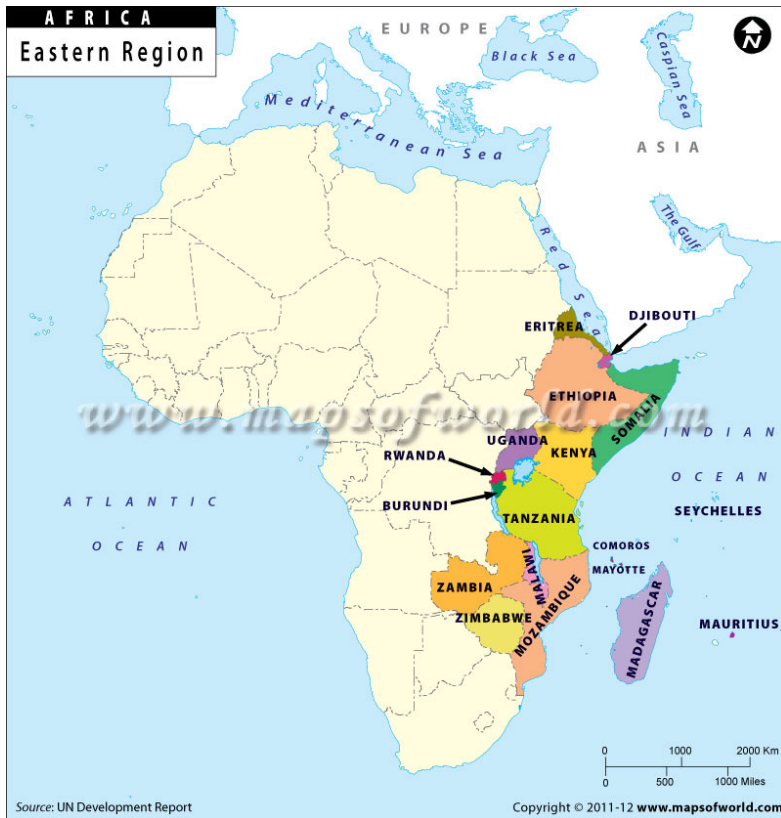 AFRICA
Eastern Region
EUROPE
Black Sea
Caspian Sea
Mediterranean Sea
ASIA
The Gulf
Red Sea
DJIBOUTI
ERITREA
ETHIOPIA
SOMALIA
www.mapsofworld.com
UGANDA
KENYA
INDIAN
OCEAN
RWANDA
BURUNDI
ATLANTIC
OCEAN
TANZANIA
SEYCHELLES
COMOROS
MAYOTTE
MALAWI
ZAMBIA
ZIMBABWE
MOZAMBIQUE
MADAGASCAR
MAURITIUS
N
0 1000 2000 Km
0 500 1000 Miles
Source: UN Development Report
Copyright © 2011-12 www.mapsofworld.com